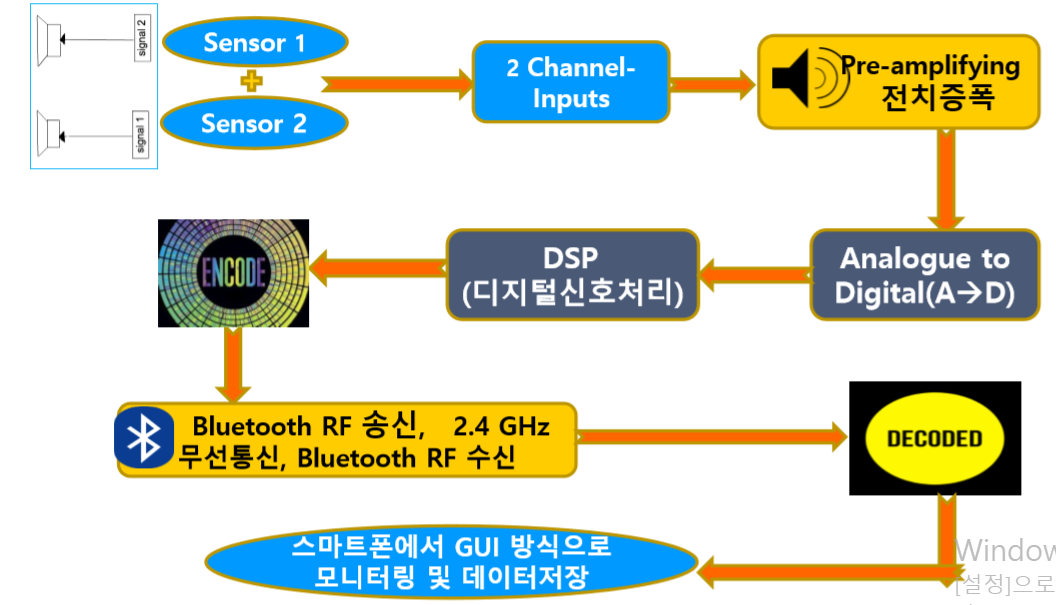 signal 2
Sensor 1
+
Sensor 2
signal 1
2 Channel-
Inputs
Pre-amplifying
전치증폭
Analogue to
Digital(A→D)
DSP
(디지털신호처리)
ENCODE
Bluetooth RF 송신, 2.4 GHz
무선통신, Bluetooth RF 수신
DECODED
스마트폰에서 GUI 방식으로
모니터링 및 데이터저장
Window
[설정]으로